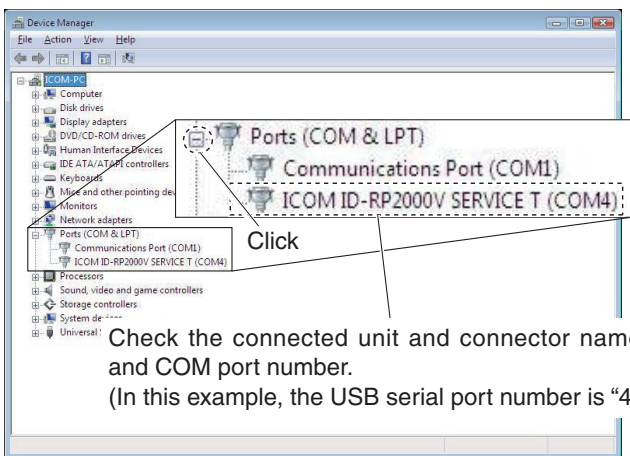 Device Manager
File Action View Help
ICOM-PC
Computer
Disk drives
Display adapters
DVD/CD-ROM drives
Human Interface Devices
IDE ATA/ATAPI controllers
Keyboards
Mice and other pointing dev
Monitors
Network adapters
Ports (COM & LPT)
Communications Port (COM1)
ICOM ID-RP2000V SERVICE T (COM4)
Processors
Sound, video and game controllers
Storage controllers
System devices
Universal
Ports (COM & LPT)
Communications Port (COM1)
ICOM ID-RP2000V SERVICE T (COM4)
Click
Check the connected unit and connector name
and COM port number.
(In this example, the USB serial port number is “4